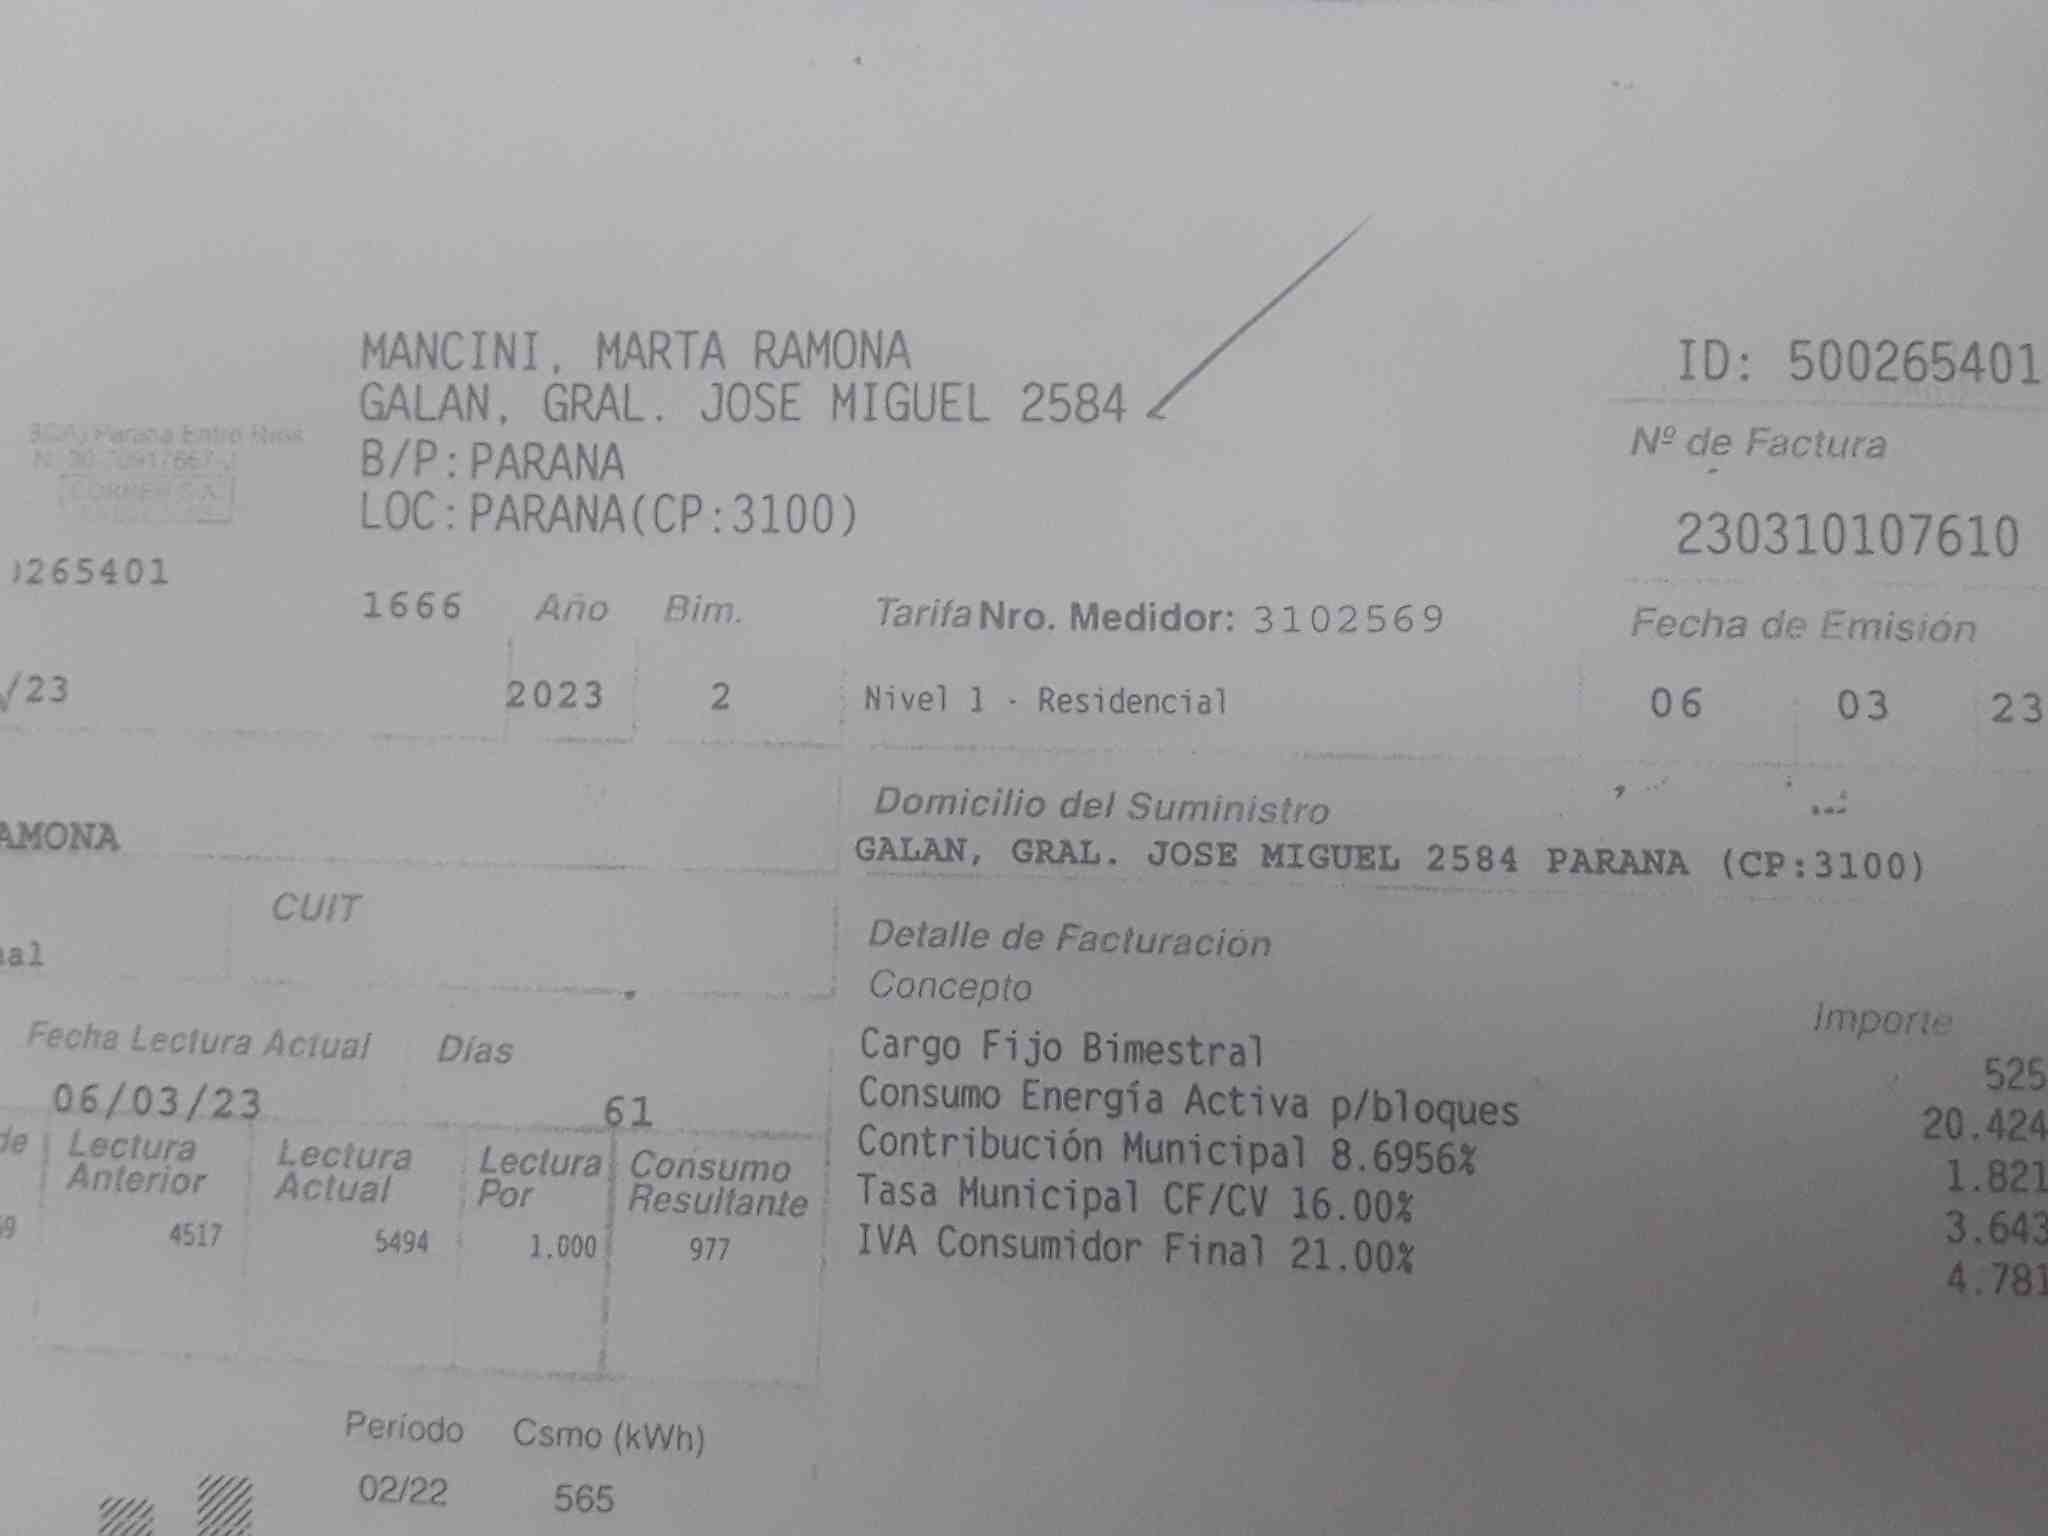 MANCINI, MARTA RAMONA
GALAN, GRAL. JOSE MIGUEL 2584
B/P:PARANA
LOC:PARANA(CP:3100)
ID: 500265401
Nº de Factura
230310107610
Parana Entre Rios
265401
1666 Año Bim. Tarifa Nro. Medidor: 3102569
Fecha de Emisión
/23 2023 2 Nivel 1 - Residencial 06 03 23
Domicilio del Suministro
AMONA
GALAN, GRAL. JOSE MIGUEL 2584 PARANA (CP:3100)
CUIT
al
Detalle de Facturación
Concepto Importe
Fecha Lectura Actual Días
06/03/23 61
Cargo Fijo Bimestral 525
Consumo Energía Activa p/bloques 20.424
Contribución Municipal 8.6956% 1.821
Tasa Municipal CF/CV 16.00% 3.643
IVA Consumidor Final 21.00% 4.781
de Lectura Anterior Lectura Actual Lectura Por Consumo Resultante
9 4517 5494 1.000 977
Período Csmo (kWh)
02/22 565